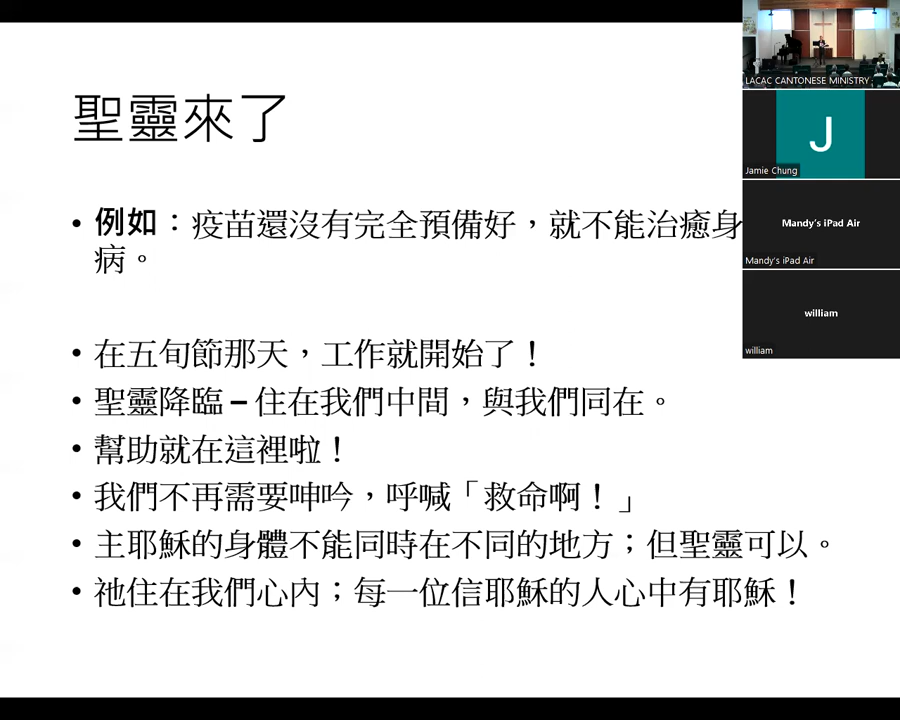 聖靈來了
• 例如：疫苗還沒有完全預備好，就不能治癒身
病。
• 在五旬節那天，工作就開始了！
• 聖靈降臨 – 住在我們中間，與我們同在。
• 幫助就在這裡啦！
• 我們不再需要呻吟，呼喊「救命啊！」
• 主耶穌的身體不能同時在不同的地方；但聖靈可以。
• 祂住在我們心內；每一位信耶穌的人心中有耶穌！
LACAC CANTONESE MINISTRY
J
Jamie Chung
Mandy's iPad Air
Mandy's iPad Air
william
william